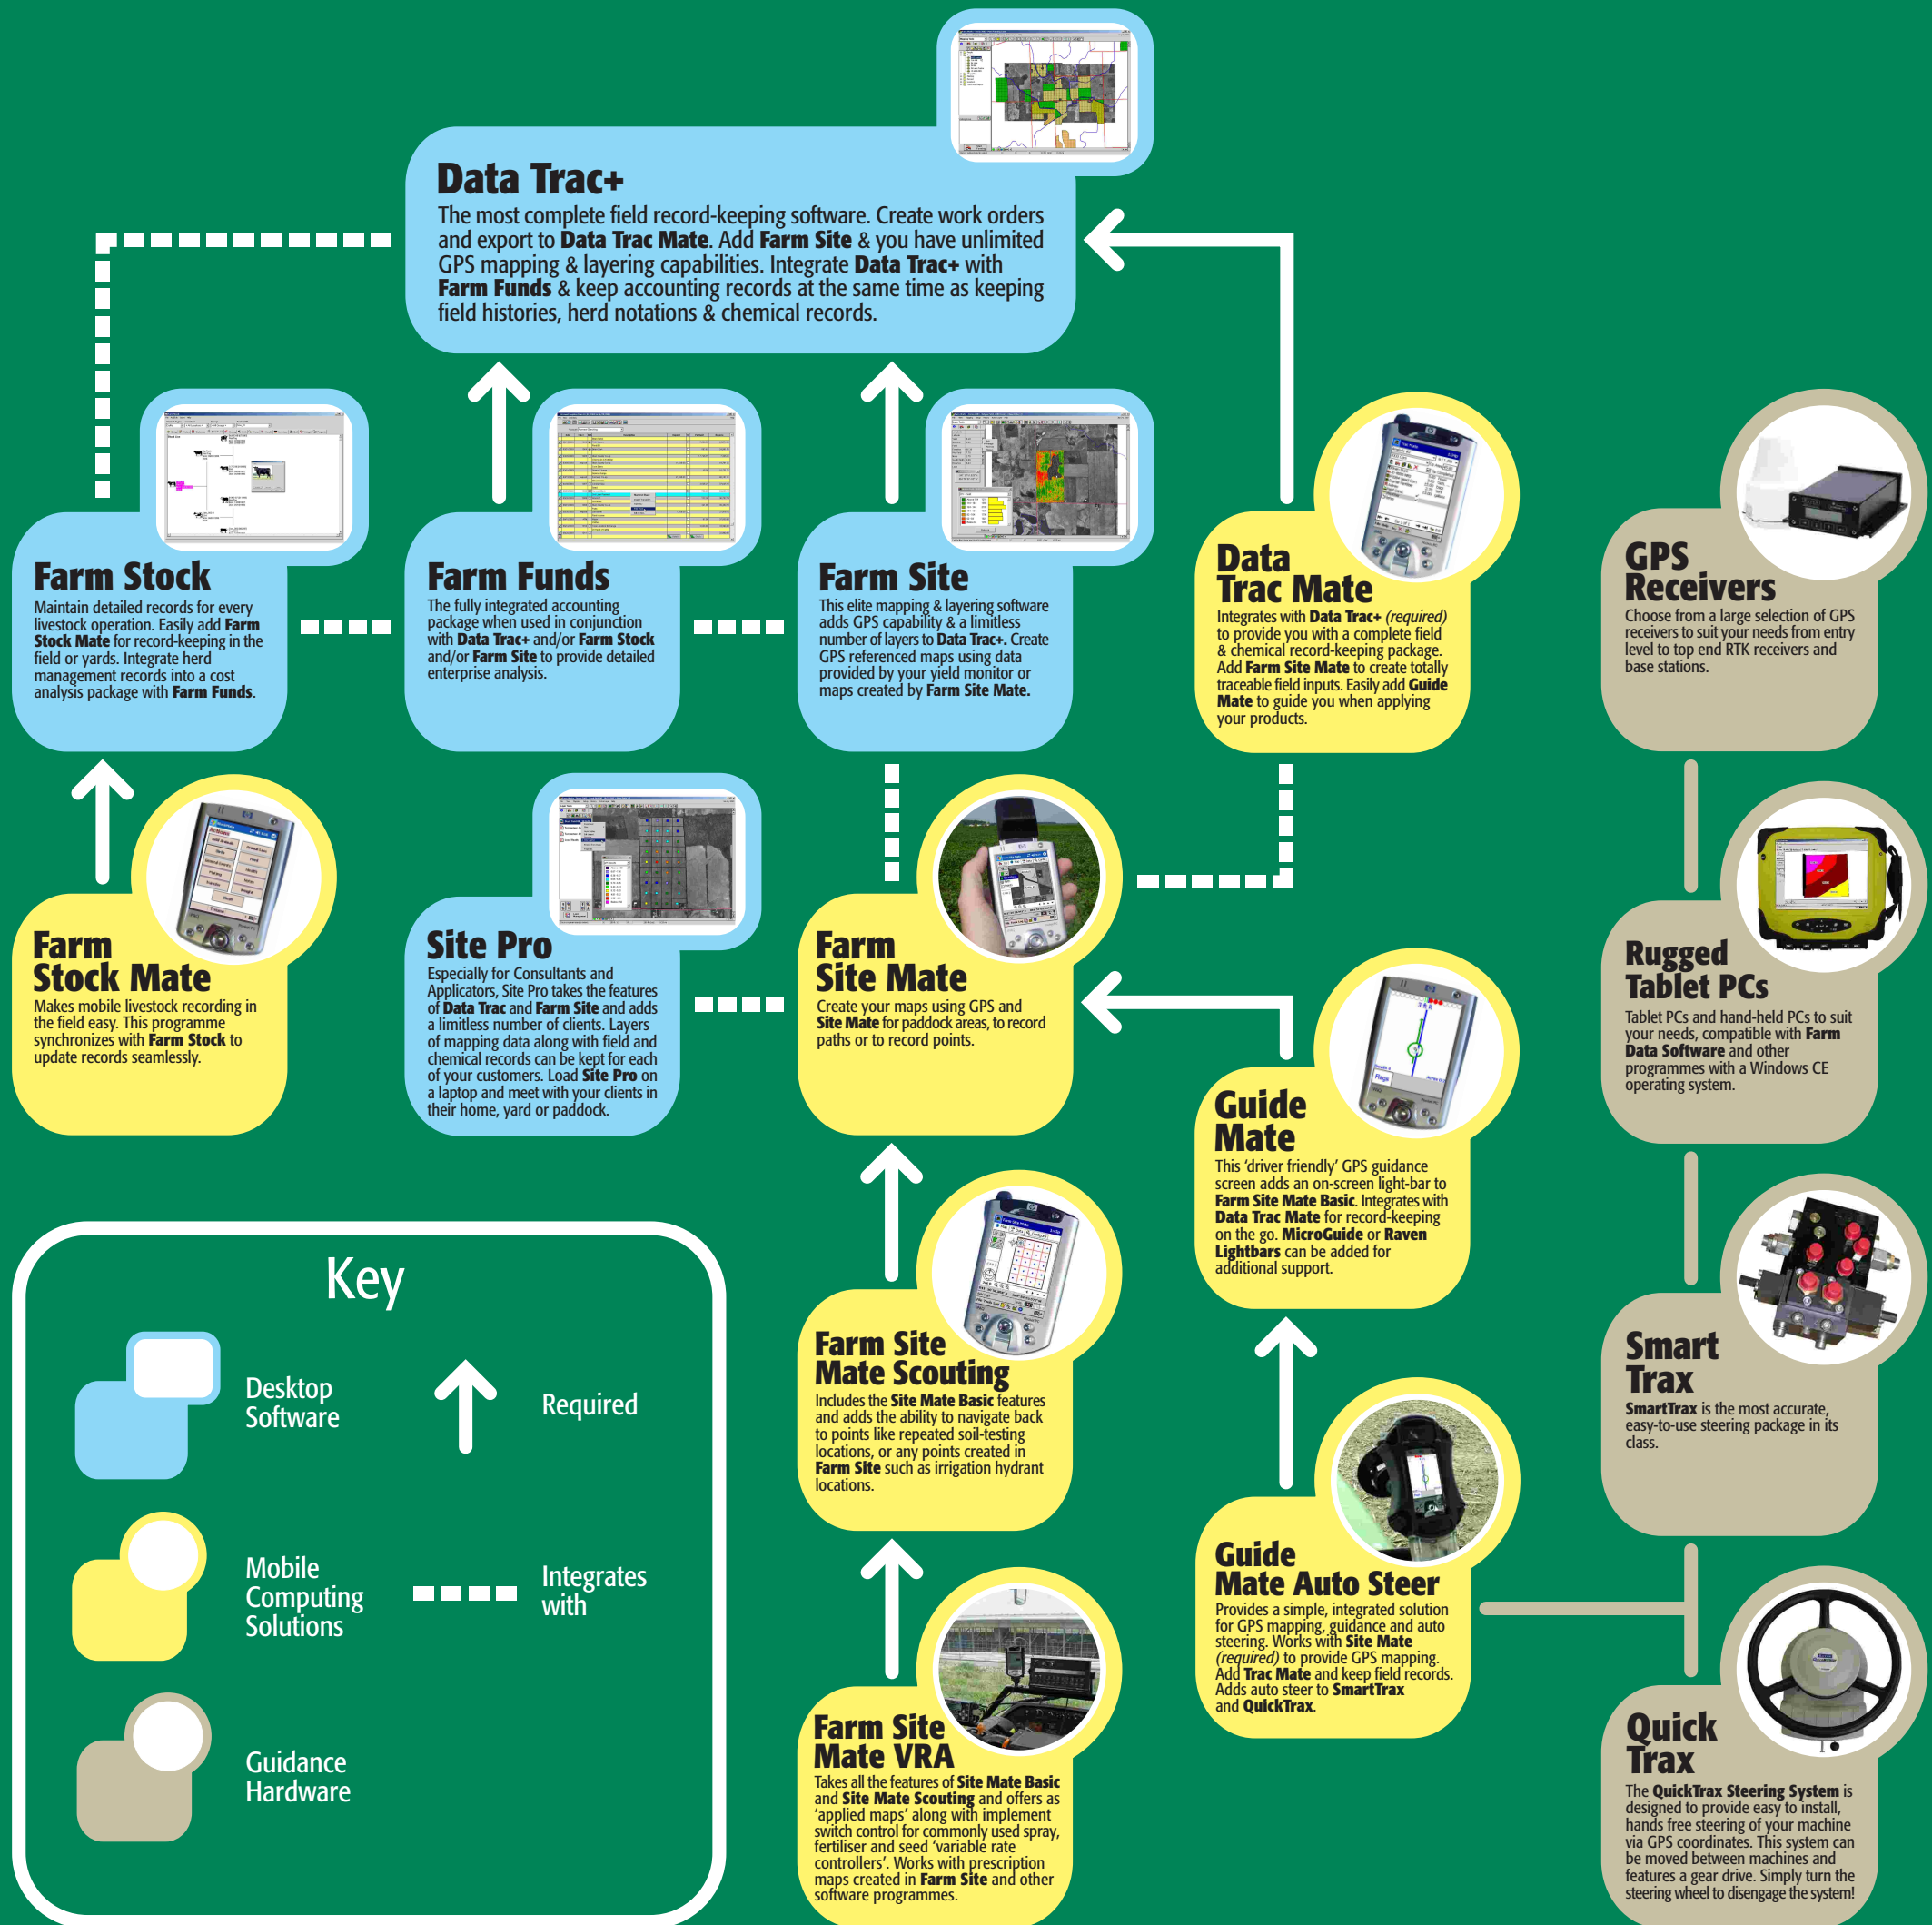 Data Trac+
The most complete field record-keeping software. Create work orders
and export to Data Trac Mate. Add Farm Site & you have unlimited
GPS mapping & layering capabilities. Integrate Data Trac+ with
Farm Funds & keep accounting records at the same time as keeping
field histories, herd notations & chemical records.
Farm Stock
Maintain detailed records for every
livestock operation. Easily add Farm
Stock Mate for record-keeping in the
field or yards. Integrate herd
management records into a cost
analysis package with Farm Funds.
Farm Funds
The fully integrated accounting
package when used in conjunction
with Data Trac+ and/or Farm Stock
and/or Farm Site to provide detailed
enterprise analysis.
Farm Site
This elite mapping & layering software
adds GPS capability & a limitless
number of layers to Data Trac+. Create
GPS referenced maps using data
provided by your yield monitor or
maps created by Farm Site Mate.
Data
Trac Mate
Integrates with Data Trac+ (required)
to provide you with a complete field
& chemical record-keeping package.
Add Farm Site Mate to create totally
traceable field inputs. Easily add Guide
Mate to guide you when applying
your products.
GPS
Receivers
Choose from a large selection of GPS
receivers to suit your needs from entry
level to top end RTK receivers and
base stations.
Farm
Stock Mate
Makes mobile livestock recording in
the field easy. This programme
synchronizes with Farm Stock to
update records seamlessly.
Site Pro
Especially for Consultants and
Applicators, Site Pro takes the features
of Data Trac and Farm Site and adds
a limitless number of clients. Layers
of mapping data along with field and
chemical records can be kept for each
of your customers. Load Site Pro on
a laptop and meet with your clients in
their home, yard or paddock.
Farm
Site Mate
Create your maps using GPS and
Site Mate for paddock areas, to record
paths or to record points.
Rugged
Tablet PCs
Tablet PCs and hand-held PCs to suit
your needs, compatible with Farm
Data Software and other
programmes with a Windows CE
operating system.
Guide
Mate
This 'driver friendly' GPS guidance
screen adds an on-screen light-bar to
Farm Site Mate Basic. Integrates with
Data Trac Mate for record-keeping
on the go. MicroGuide or Raven
Lightbars can be added for
additional support.
Farm Site
Mate Scouting
Includes the Site Mate Basic features
and adds the ability to navigate back
to points like repeated soil-testing
locations, or any points created in
Farm Site such as irrigation hydrant
locations.
Smart
Trax
SmartTrax is the most accurate,
easy-to-use steering package in its
class.
Guide
Mate Auto Steer
Provides a simple, integrated solution
for GPS mapping, guidance and auto
steering. Works with Site Mate
(required) to provide GPS mapping.
Add Trac Mate and keep field records.
Adds auto steer to SmartTrax
and QuickTrax.
Farm Site
Mate VRA
Takes all the features of Site Mate Basic
and Site Mate Scouting and offers as
'applied maps' along with implement
switch control for commonly used spray,
fertiliser and seed 'variable rate
controllers'. Works with prescription
maps created in Farm Site and other
software programmes.
Quick
Trax
The QuickTrax Steering System is
designed to provide easy to install,
hands free steering of your machine
via GPS coordinates. This system can
be moved between machines and
features a gear drive. Simply turn the
steering wheel to disengage the system!
Key
Desktop
Software
Required
Mobile
Computing
Solutions
Integrates
with
Guidance
Hardware